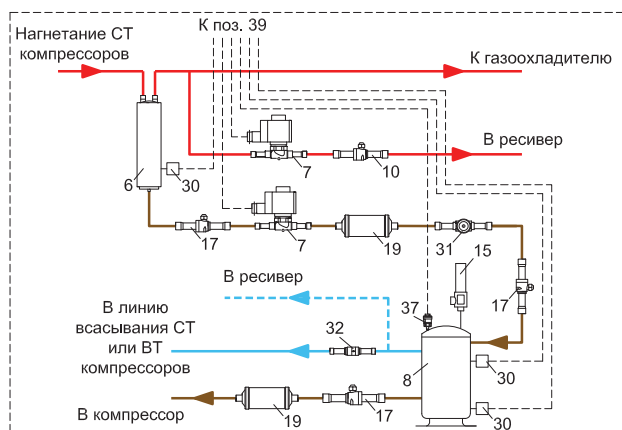 Нагнетание СТ
компрессоров
К поз. 39
К газоохладителю
В ресивер
6
30
7
10
17
7
19
31
15
17
В ресивер
37
В линию
всасывания СТ
или ВТ
компрессоров
32
8
30
В компрессор
19
17
30